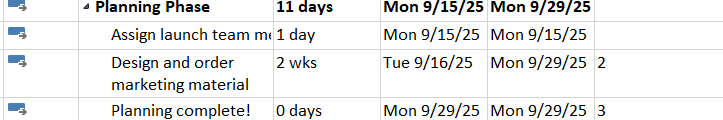 Planning Phase 11 days Mon 9/15/25 Mon 9/29/25
Assign launch team 1 day Mon 9/15/25 Mon 9/15/25
Design and order 2 wks Tue 9/16/25 Mon 9/29/25 2
marketing material
Planning complete! 0 days Mon 9/29/25 Mon 9/29/25 3